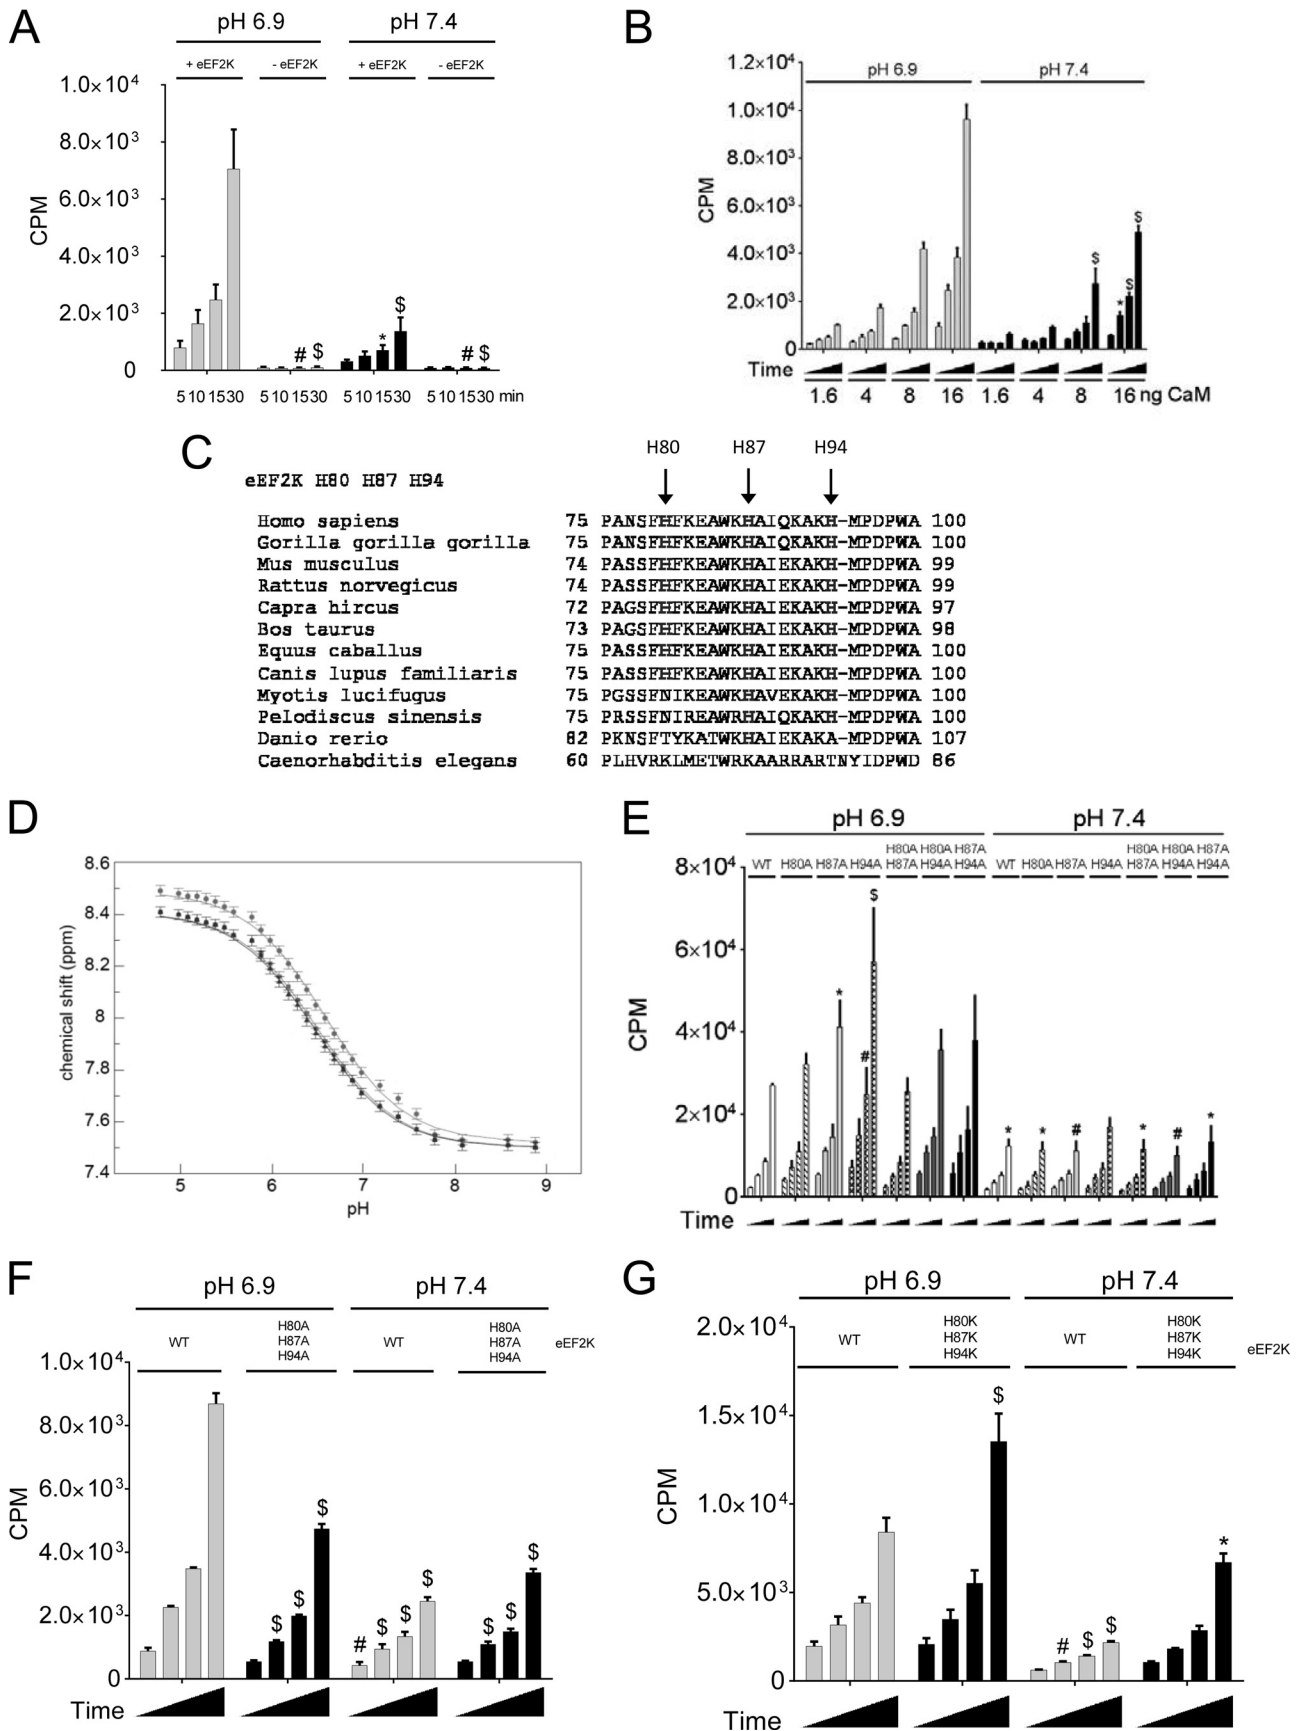 A
pH 6.9 pH 7.4
+ eEF2K - eEF2K + eEF2K - eEF2K
1.0×10⁴
8.0×10³
6.0×10³
4.0×10³
2.0×10³
0
CPM
# $ * $ # $
5 10 15 30 5 10 15 30 5 10 15 30 5 10 15 30 min
B
pH 6.9 pH 7.4
1.2×10⁴
1.0×10⁴
8.0×10³
6.0×10³
4.0×10³
2.0×10³
0
CPM
$ * $ $
Time
1.6 4 8 16 1.6 4 8 16 ng CaM
C
H80 H87 H94
eEF2K H80 H87 H94
Homo sapiens 75 PANSFHFKEAWKHAIQKAKH-MPDPWA 100
Gorilla gorilla gorilla 75 PANSFHFKEAWKHAIQKAKH-MPDPWA 100
Mus musculus 74 PASSFHFKEAWKHAIEKAKH-MPDPWA 99
Rattus norvegicus 74 PASSFHFKEAWKHAIEKAKH-MPDPWA 99
Capra hircus 72 PAGSFHFKEAWKHAIEKAKH-MPDPWA 97
Bos taurus 73 PAGSFHFKEAWKHAIEKAKH-MPDPWA 98
Equus caballus 75 PASSFHFKEAWKHAIEKAKH-MPDPWA 100
Canis lupus familiaris 75 PASSFHFKEAWKHAIEKAKH-MPDPWA 100
Myotis lucifugus 75 PGSSFNIKEAWKHAVEKAKH-MPDPWA 100
Pelodiscus sinensis 75 PRSSFNIREAWRHAIQKAKH-MPDPWA 100
Danio rerio 82 PKNSFTYKATWKHAIEKAKA-MPDPWA 107
Caenorhabditis elegans 60 PLHVRKLMETWRKAARRARTNYIDPWD 86
D
8.6
8.4
8.2
8
7.8
7.6
7.4
chemical shift (ppm)
5 6 7 8 9
pH
E
pH 6.9 pH 7.4
H80A H80A H87A H80A H80A H87A
WT H80A H87A H94A H87A H94A H94A WT H80A H87A H94A H87A H94A H94A
8×10⁴
6×10⁴
4×10⁴
2×10⁴
0
CPM
* # $ * * # * # *
Time
F
pH 6.9 pH 7.4
WT H80A H87A H94A WT H80A H87A H94A eEF2K
1.0×10⁴
8.0×10³
6.0×10³
4.0×10³
2.0×10³
0
CPM
$ $ $ # $ $ $ $ $ $
Time
G
pH 6.9 pH 7.4
WT H80K H87K H94K WT H80K H87K H94K eEF2K
2.0×10⁴
1.5×10⁴
1.0×10⁴
5.0×10³
0
CPM
$ # $ $ *
Time